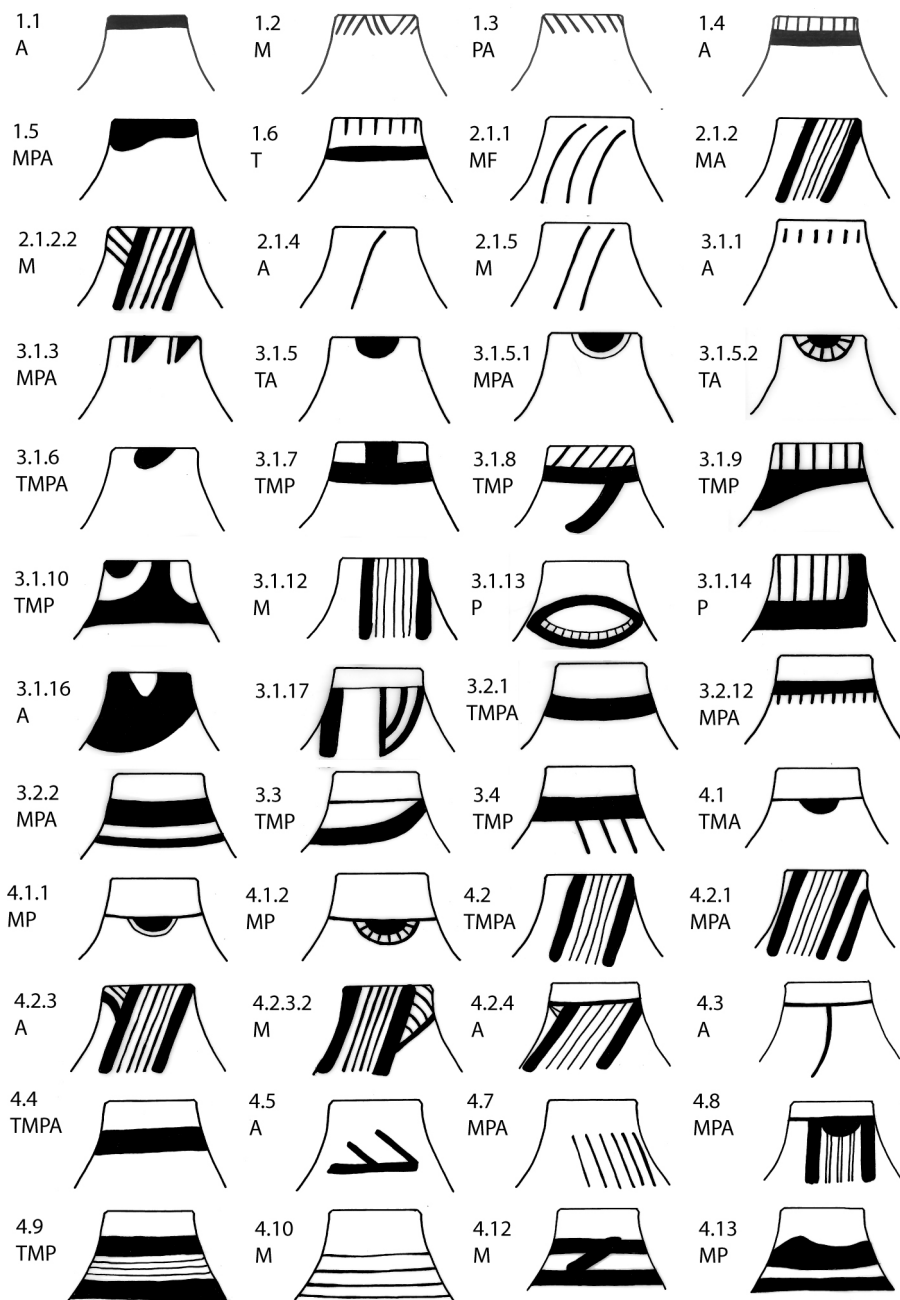 1.1
A
1.2
M
1.3
PA
1.4
A
1.5
MPA
1.6
T
2.1.1
MF
2.1.2
MA
2.1.2.2
M
2.1.4
A
2.1.5
M
3.1.1
A
3.1.3
MPA
3.1.5
TA
3.1.5.1
MPA
3.1.5.2
TA
3.1.6
TMPA
3.1.7
TMP
3.1.8
TMP
3.1.9
TMP
3.1.10
TMP
3.1.12
M
3.1.13
P
3.1.14
P
3.1.16
A
3.1.17
3.2.1
TMPA
3.2.12
MPA
3.2.2
MPA
3.3
TMP
3.4
TMP
4.1
TMA
4.1.1
MP
4.1.2
MP
4.2
TMPA
4.2.1
MPA
4.2.3
A
4.2.3.2
M
4.2.4
A
4.3
A
4.4
TMPA
4.5
A
4.7
MPA
4.8
MPA
4.9
TMP
4.10
M
4.12
M
4.13
MP